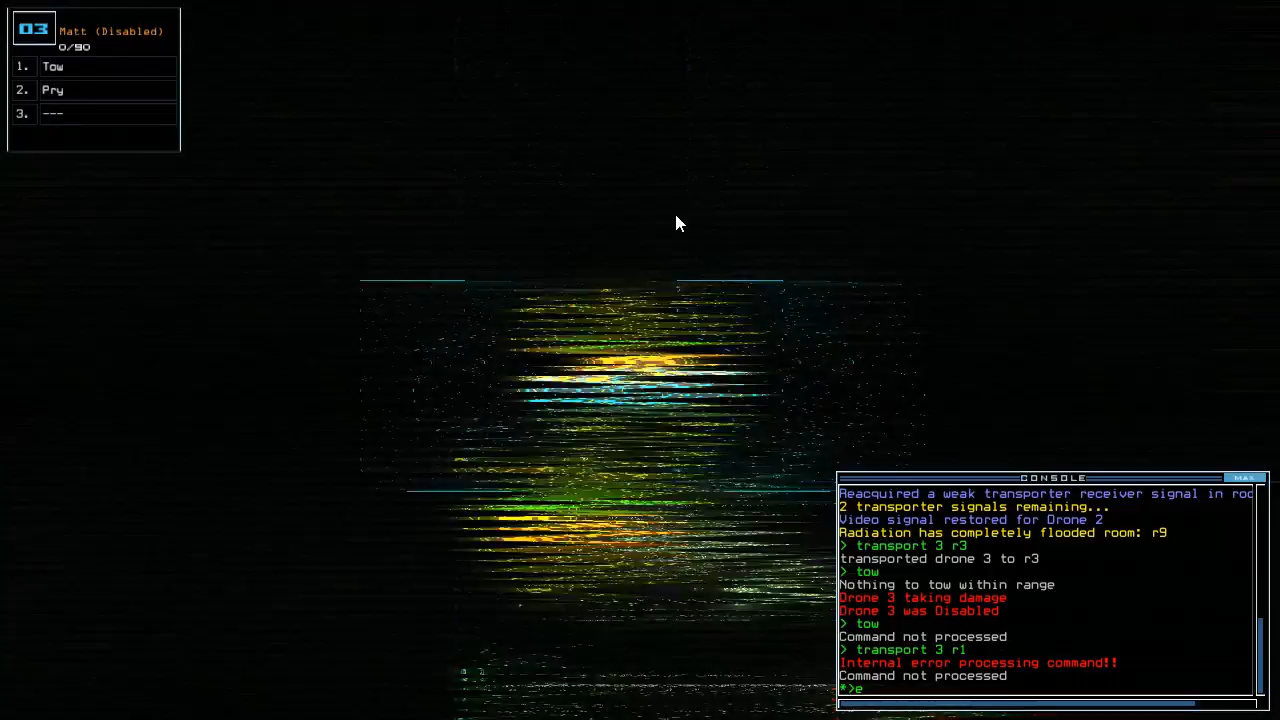 03 Matt (Disabled)
0/90
1. Tow
2. Pry
3. ---
CONSOLE
MAX
Reacquired a weak transporter receiver signal in roo
2 transporter signals remaining...
Video signal restored for Drone 2
Radiation has completely flooded room: r9
> transport 3 r3
transported drone 3 to r3
> tow
Nothing to tow within range
Drone 3 taking damage
Drone 3 was Disabled
> tow
Command not processed
> transport 3 r1
Internal error processing command!!
Command not processed
*>e